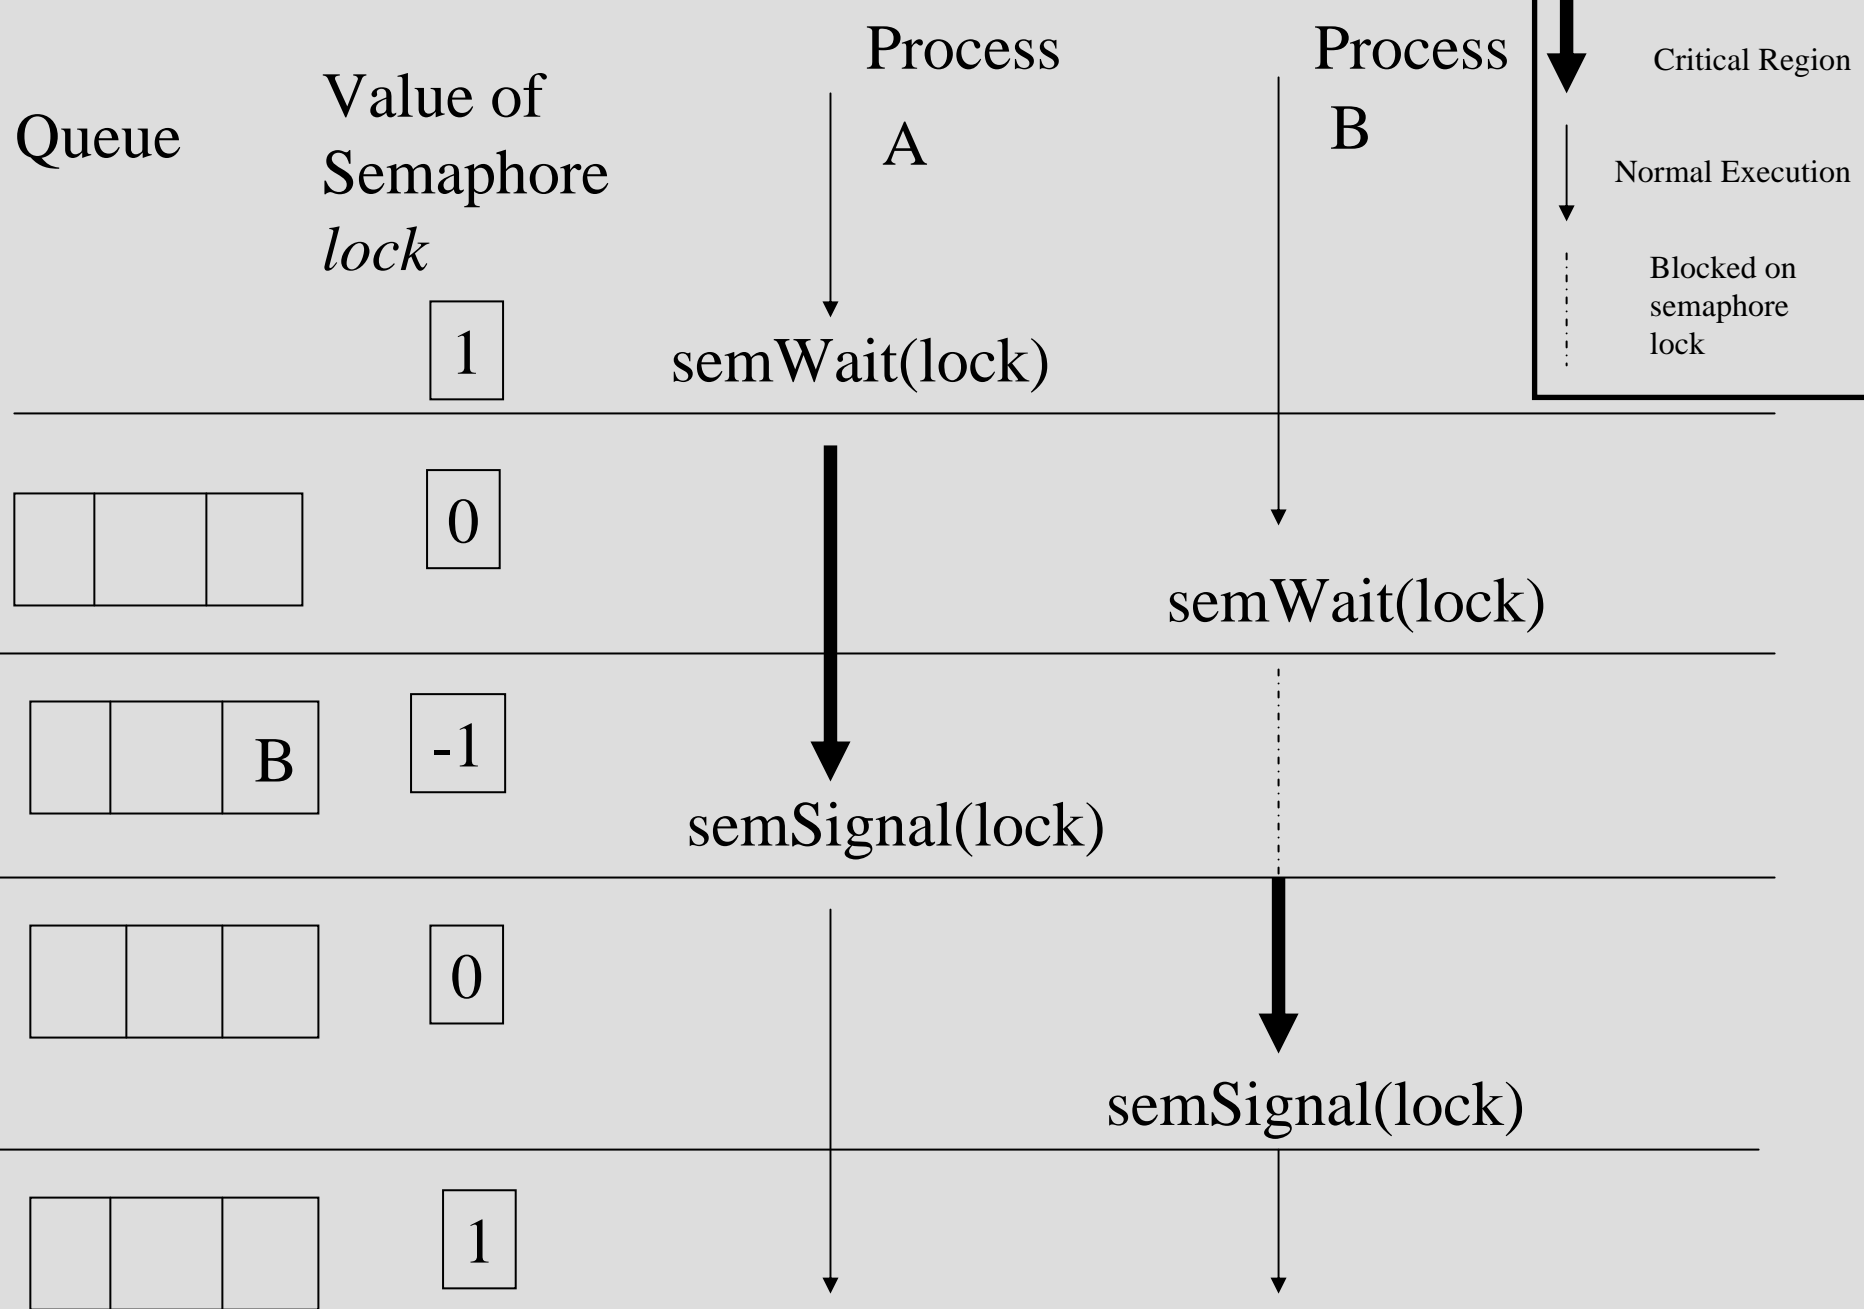 Queue
Value of
Semaphore
lock
Process
A
Process
B
Critical Region
Normal Execution
Blocked on
semaphore
lock
1
semWait(lock)
0
semWait(lock)
B
-1
semSignal(lock)
0
semSignal(lock)
1